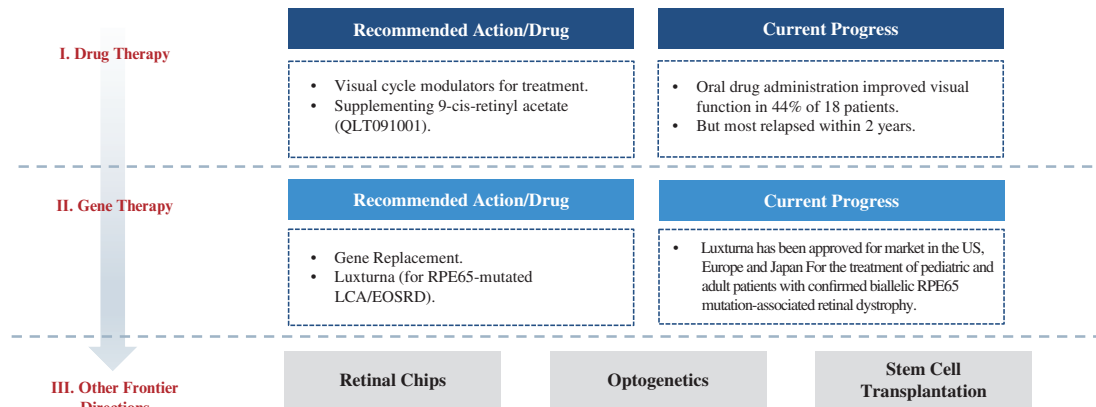 I. Drug Therapy
Recommended Action/Drug
Current Progress
• Visual cycle modulators for treatment.
• Supplementing 9-cis-retinyl acetate
(QLT091001).
• Oral drug administration improved visual
function in 44% of 18 patients.
• But most relapsed within 2 years.
II. Gene Therapy
Recommended Action/Drug
Current Progress
• Gene Replacement.
• Luxturna (for RPE65-mutated
LCA/EOSRD).
• Luxturna has been approved for market in the US,
Europe and Japan For the treatment of pediatric and
adult patients with confirmed biallelic RPE65
mutation-associated retinal dystrophy.
III. Other Frontier
Directions
Retinal Chips
Optogenetics
Stem Cell
Transplantation